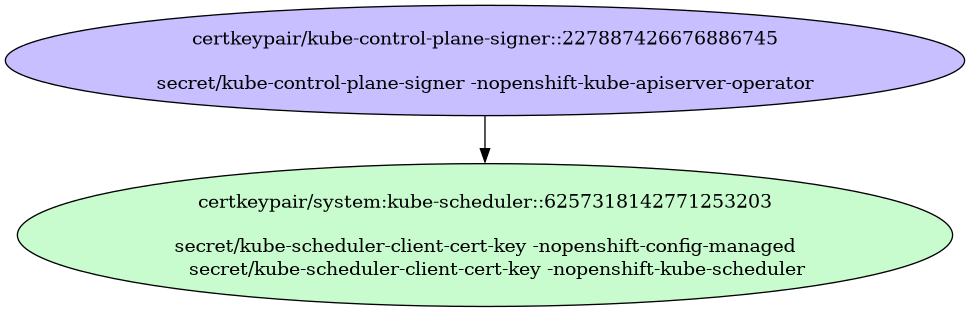 certkeypair/kube-control-plane-signer::227887426676886745
secret/kube-control-plane-signer -nopenshift-kube-apiserver-operator
certkeypair/system:kube-scheduler::6257318142771253203
secret/kube-scheduler-client-cert-key -nopenshift-config-managed
secret/kube-scheduler-client-cert-key -nopenshift-kube-scheduler